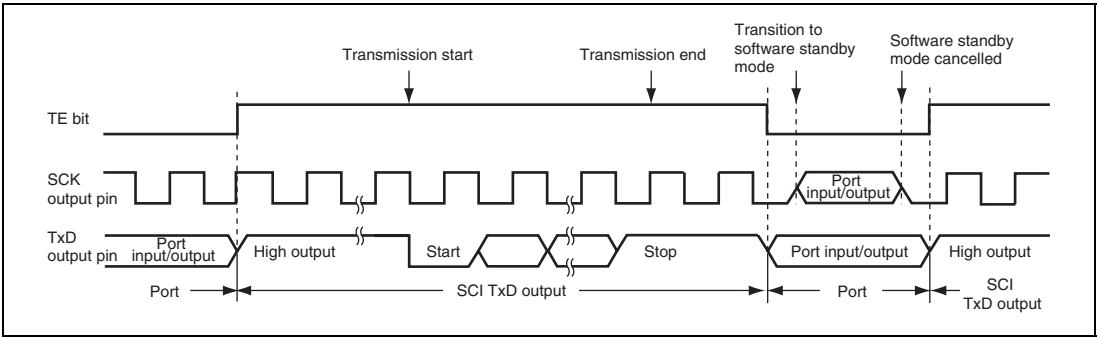 Transition to
software standby
mode
Software standby
mode cancelled
Transmission start
Transmission end
TE bit
SCK
output pin
Port
input/output
TxD
output pin
Port
input/output
High output
Start
Stop
Port input/output
High output
Port
SCI TxD output
Port
SCI
TxD output